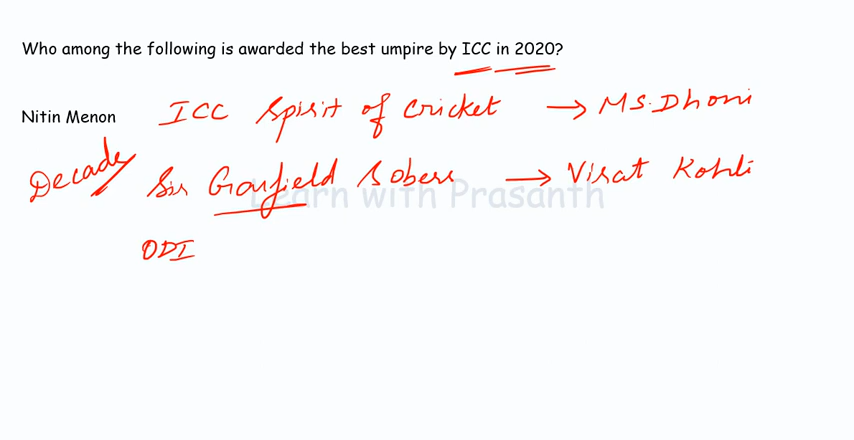 Who among the following is awarded the best umpire by ICC in 2020?
Nitin Menon
ICC Spirit of Cricket → MS.Dhoni
Decade Sir Garfield Sobers → Virat Kohli
Learn with Prasanth
ODI